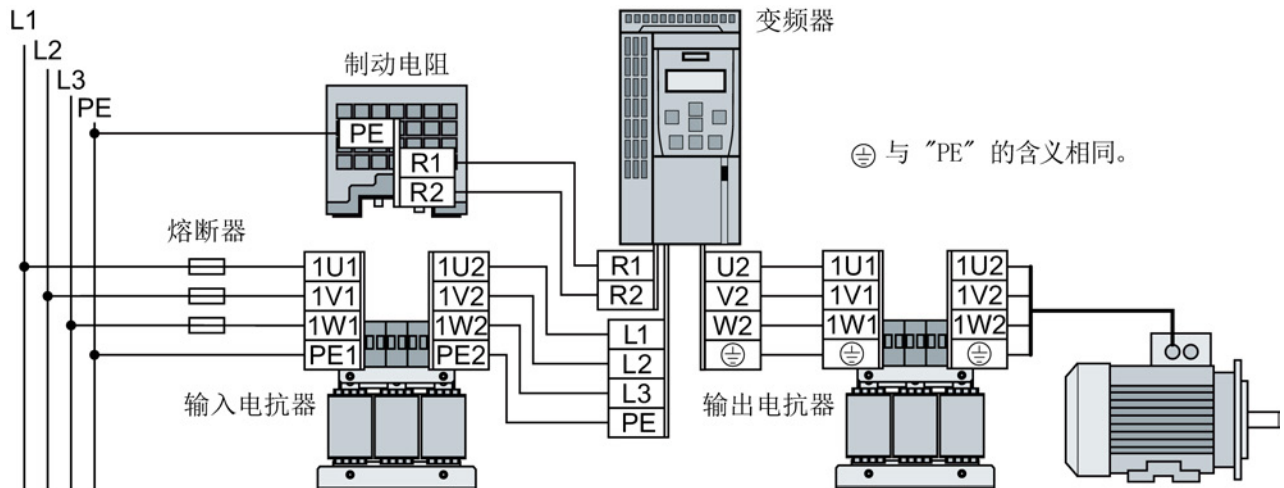 L1
L2
L3
PE
制动电阻
PE
R1
R2
变频器
⏚ 与 "PE" 的含义相同。
熔断器
1U1
1V1
1W1
PE1
1U2
1V2
1W2
PE2
输入电抗器
R1
R2
L1
L2
L3
PE
U2
V2
W2
⏚
1U1
1V1
1W1
⏚
1U2
1V2
1W2
⏚
输出电抗器